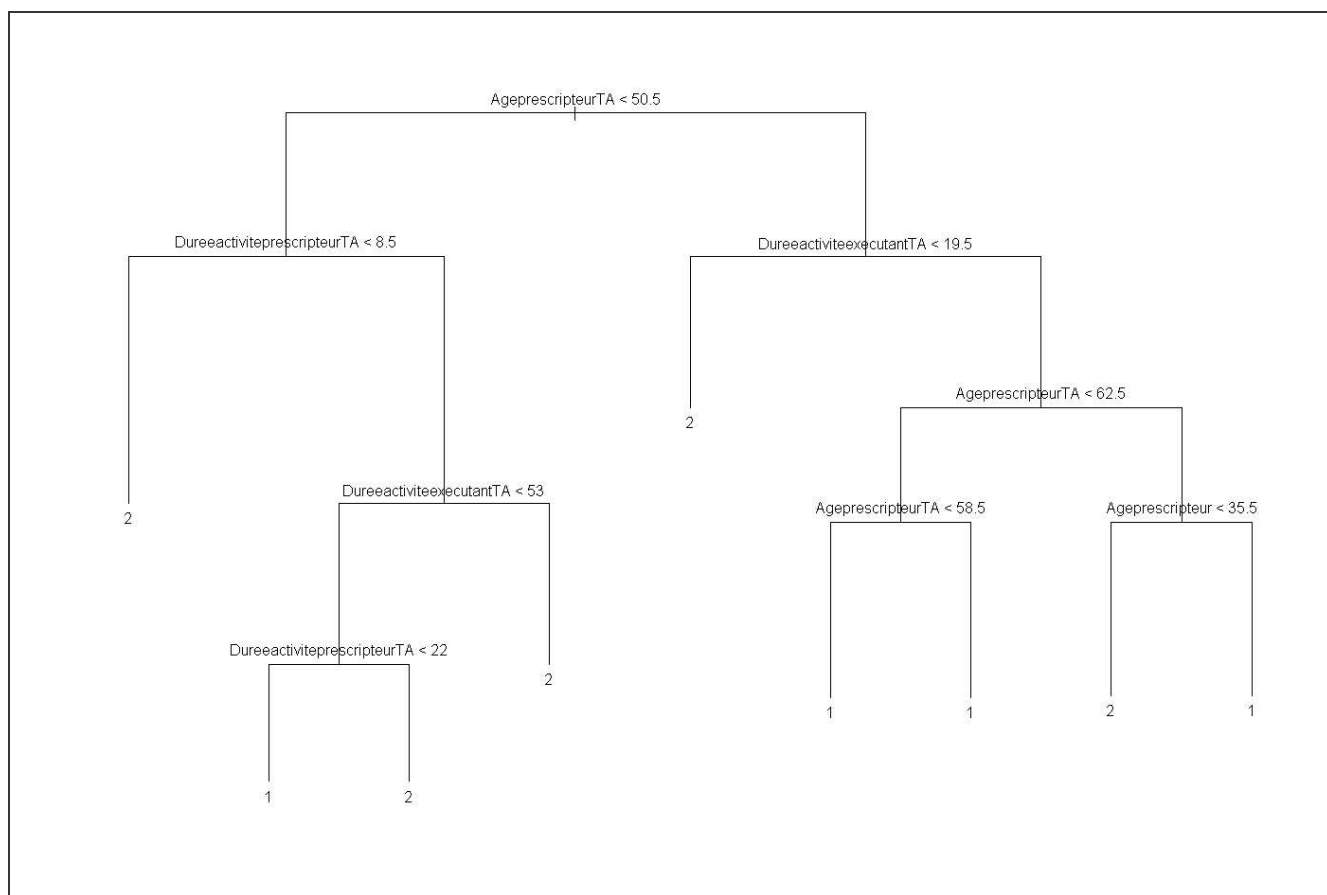 AgeprescripteurTA < 50.5
DureeactiviteprescripteurTA < 8.5
DureeactiviteexecutantTA < 19.5
AgeprescripteurTA < 62.5
2
DureeactiviteexecutantTA < 53
AgeprescripteurTA < 58.5
Ageprescripteur < 35.5
2
DureeactiviteprescripteurTA < 22
2
1
1
2
1
1
2